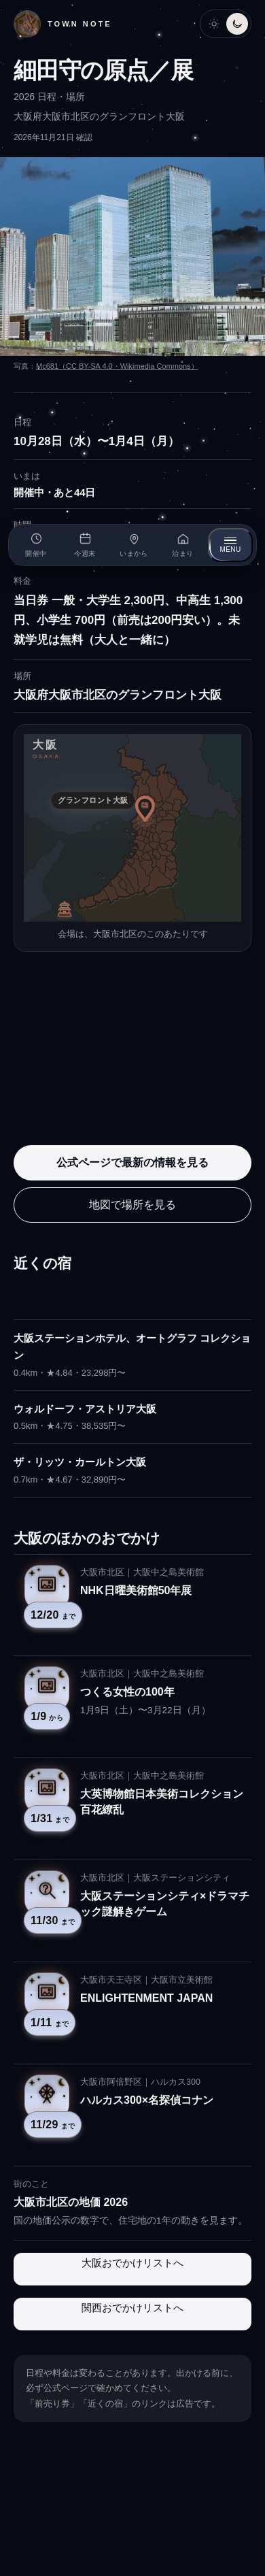 TOWN NOTE
細田守の原点／展
2026 日程・場所
大阪府大阪市北区のグランフロント大阪
2026年11月21日 確認
写真：Mc681（CC BY-SA 4.0・Wikimedia Commons）
日程
10月28日（水）〜1月4日（月）
いまは
開催中・あと44日
時間
開催中
今週末
いまから
泊まり
MENU
料金
当日券 一般・大学生 2,300円、中高生 1,300
円、小学生 700円（前売は200円安い）。未
就学児は無料（大人と一緒に）
場所
大阪府大阪市北区のグランフロント大阪
大阪
OSAKA
グランフロント大阪
会場は、大阪市北区のこのあたりです
公式ページで最新の情報を見る
地図で場所を見る
近くの宿
大阪ステーションホテル、オートグラフ コレクショ
ン
0.4km・★4.84・23,298円〜
ウォルドーフ・アストリア大阪
0.5km・★4.75・38,535円〜
ザ・リッツ・カールトン大阪
0.7km・★4.67・32,890円〜
大阪のほかのおでかけ
大阪市北区｜大阪中之島美術館
NHK日曜美術館50年展
12/20 まで
大阪市北区｜大阪中之島美術館
つくる女性の100年
1月9日（土）〜3月22日（月）
1/9 から
大阪市北区｜大阪中之島美術館
大英博物館日本美術コレクション
百花繚乱
1/31 まで
大阪市北区｜大阪ステーションシティ
大阪ステーションシティ×ドラマチ
ック謎解きゲーム
11/30 まで
大阪市天王寺区｜大阪市立美術館
ENLIGHTENMENT JAPAN
1/11 まで
大阪市阿倍野区｜ハルカス300
ハルカス300×名探偵コナン
11/29 まで
街のこと
大阪市北区の地価 2026
国の地価公示の数字で、住宅地の1年の動きを見ます。
大阪おでかけリストへ
関西おでかけリストへ
日程や料金は変わることがあります。出かける前に、
必ず公式ページで確かめてください。
「前売り券」「近くの宿」のリンクは広告です。